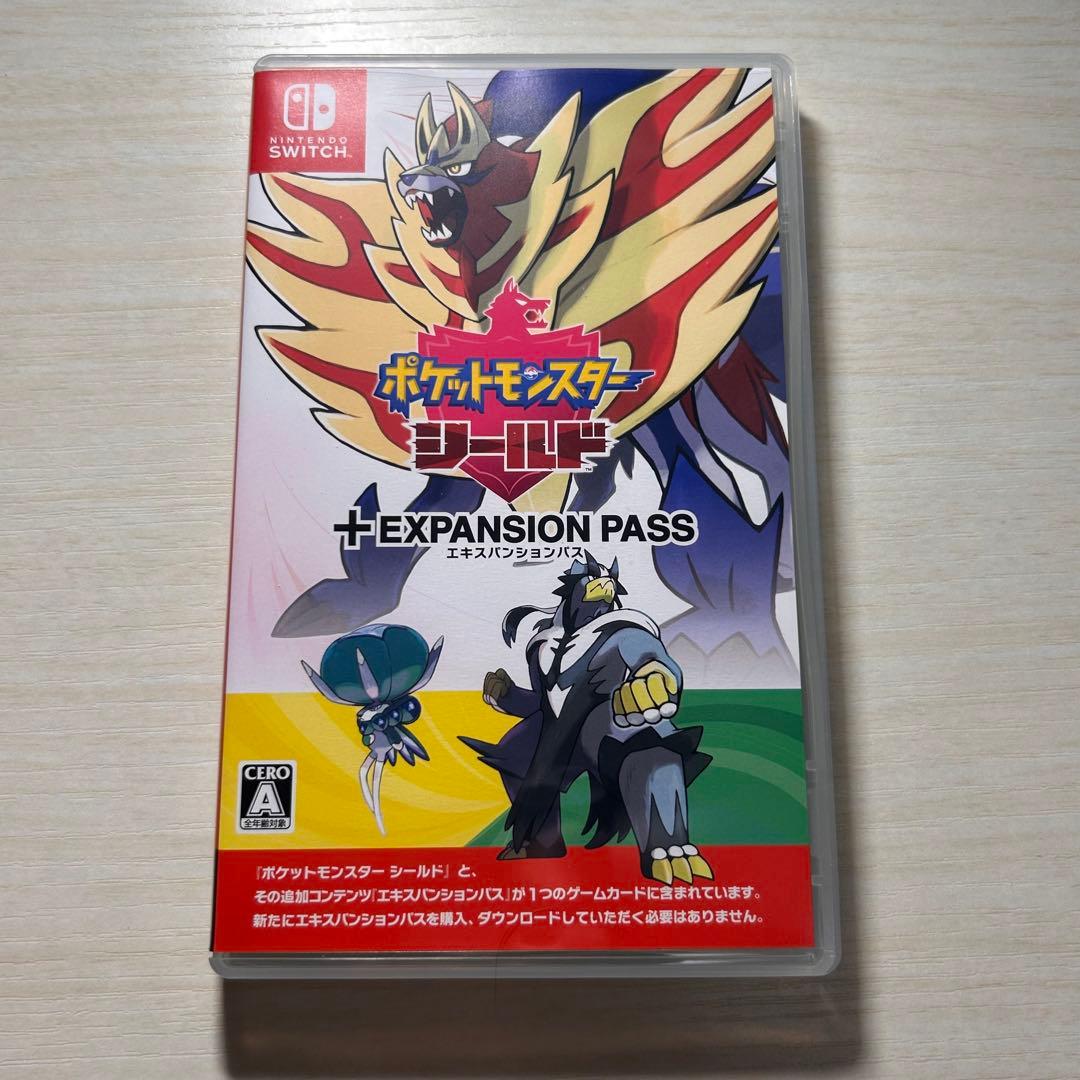 NINTENDO
SWITCH
ポケットモンスター
シールド
+EXPANSION PASS
エキスパンションパス
CERO
A
全年齢対象
『ポケットモンスター シールド』と、
その追加コンテンツ『エキスパンションパス』が1つのゲームカードに含まれています。
新たにエキスパンションパスを購入、ダウンロードしていただく必要はありません。